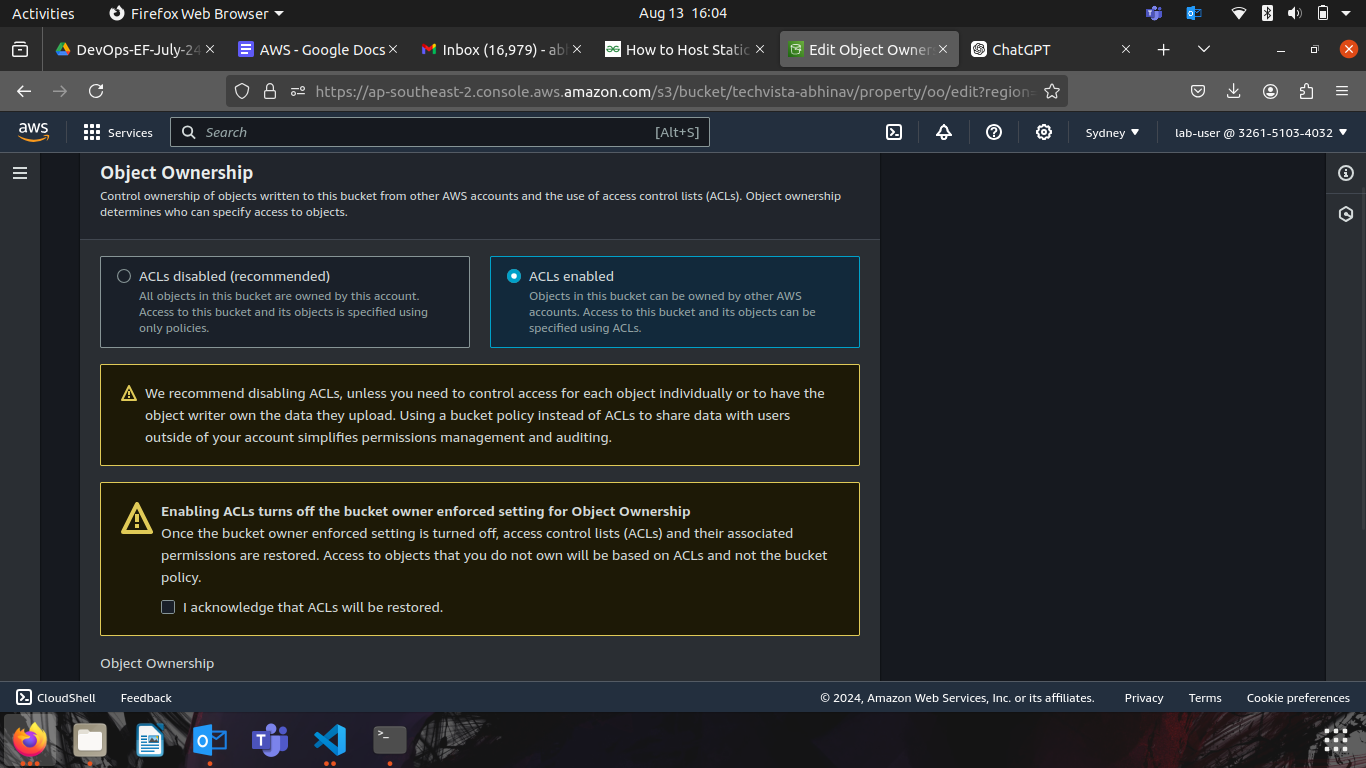 Activities
Firefox Web Browser
Aug 13 16:04
DevOps-EF-July-24
AWS - Google Docs
Inbox (16,979) - ab
How to Host Static
Edit Object Owner
ChatGPT
https://ap-southeast-2.console.aws.amazon.com/s3/bucket/techvista-abhinav/property/oo/edit?region=
aws
Services
Search
[Alt+S]
Sydney
lab-user @ 3261-5103-4032
Object Ownership
Control ownership of objects written to this bucket from other AWS accounts and the use of access control lists (ACLs). Object ownership
determines who can specify access to objects.
ACLs disabled (recommended)
All objects in this bucket are owned by this account.
Access to this bucket and its objects is specified using
only policies.
ACLs enabled
Objects in this bucket can be owned by other AWS
accounts. Access to this bucket and its objects can be
specified using ACLs.
We recommend disabling ACLs, unless you need to control access for each object individually or to have the
object writer own the data they upload. Using a bucket policy instead of ACLs to share data with users
outside of your account simplifies permissions management and auditing.
Enabling ACLs turns off the bucket owner enforced setting for Object Ownership
Once the bucket owner enforced setting is turned off, access control lists (ACLs) and their associated
permissions are restored. Access to objects that you do not own will be based on ACLs and not the bucket
policy.
I acknowledge that ACLs will be restored.
Object Ownership
CloudShell
Feedback
© 2024, Amazon Web Services, Inc. or its affiliates.
Privacy
Terms
Cookie preferences